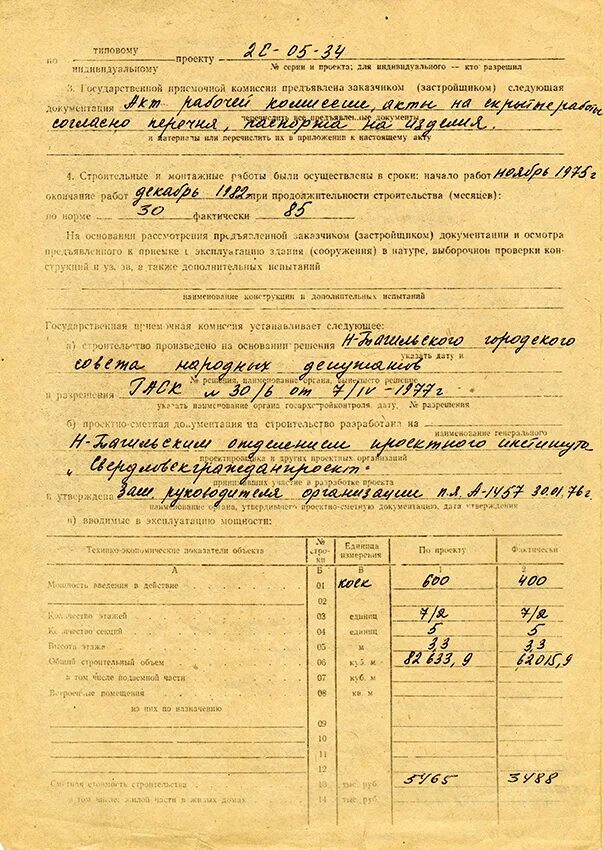 типовому
по ——— проекту 2С-05-34
индивидуальному № серии и проекта; для индивидуального — кто разрешил
3. Государственной приемочной комиссии предъявлена заказчиком (застройщиком) следующая
документация Акт рабочей комиссии, акты на скрытые работы
перечислить все предъявленные документы
согласно перечня, паспорта на изделия.
и материалы или перечислить их в приложении к настоящему акту
4. Строительные и монтажные работы были осуществлены в сроки: начало работ ноябрь 1975 г
окончание работ декабрь 1982 при продолжительности строительства (месяцев):
по норме 30 фактически 85
На основании рассмотрения предъявленной заказчиком (застройщиком) документации и осмотра
предъявленного к приемке в эксплуатацию здания (сооружения) в натуре, выборочной проверки кон-
струкций и узлов, а также дополнительных испытаний
наименование конструкции и дополнительных испытаний
Государственная приемочная комиссия устанавливает следующее:
а) строительство произведено на основании решения Н-Тагильского городского
указать дату и
совета народных депутатов
№ решения, наименование органа, вынесшего решение
и разрешения ГАСК № 30/6 от 7/IV-1977г
указать наименование органа госархстройконтроля, дату, № разрешения
б) проектно-сметная документация на строительство разработана на
наименование генерального
Н-Тагильским отделением проектного института
проектировщика и других проектных организаций
„Свердловскгражданпроект"
принимавших участие в разработке проекта
и утверждена Зам. руководителя организации п.я. А-1457 30.01.76г.
наименование органа, утвердившего проектно-сметную документацию, дата утверждения
в) вводимые в эксплуатацию мощности:
Технико-экономические показатели объекта № стро-ки Единица измерения По проекту Фактически
А Б В 1 2
Мощность введения в действие 01 коек 600 400
02
Количество этажей 03 единиц 7/2 7/2
Количество секций 04 единиц 5 5
Высота этажа 05 м 3,3 3,3
Общий строительный объем 06 куб. м 82633,9 62015,9
в том числе подземной части 07 куб. м
Встроенные помещения 08 кв. м
из них по назначению
09
10
11
12
Сметная стоимость строительства 13 тыс. руб. 5465 3488
в том числе: жилой части в жилых домах 14 тыс. руб.